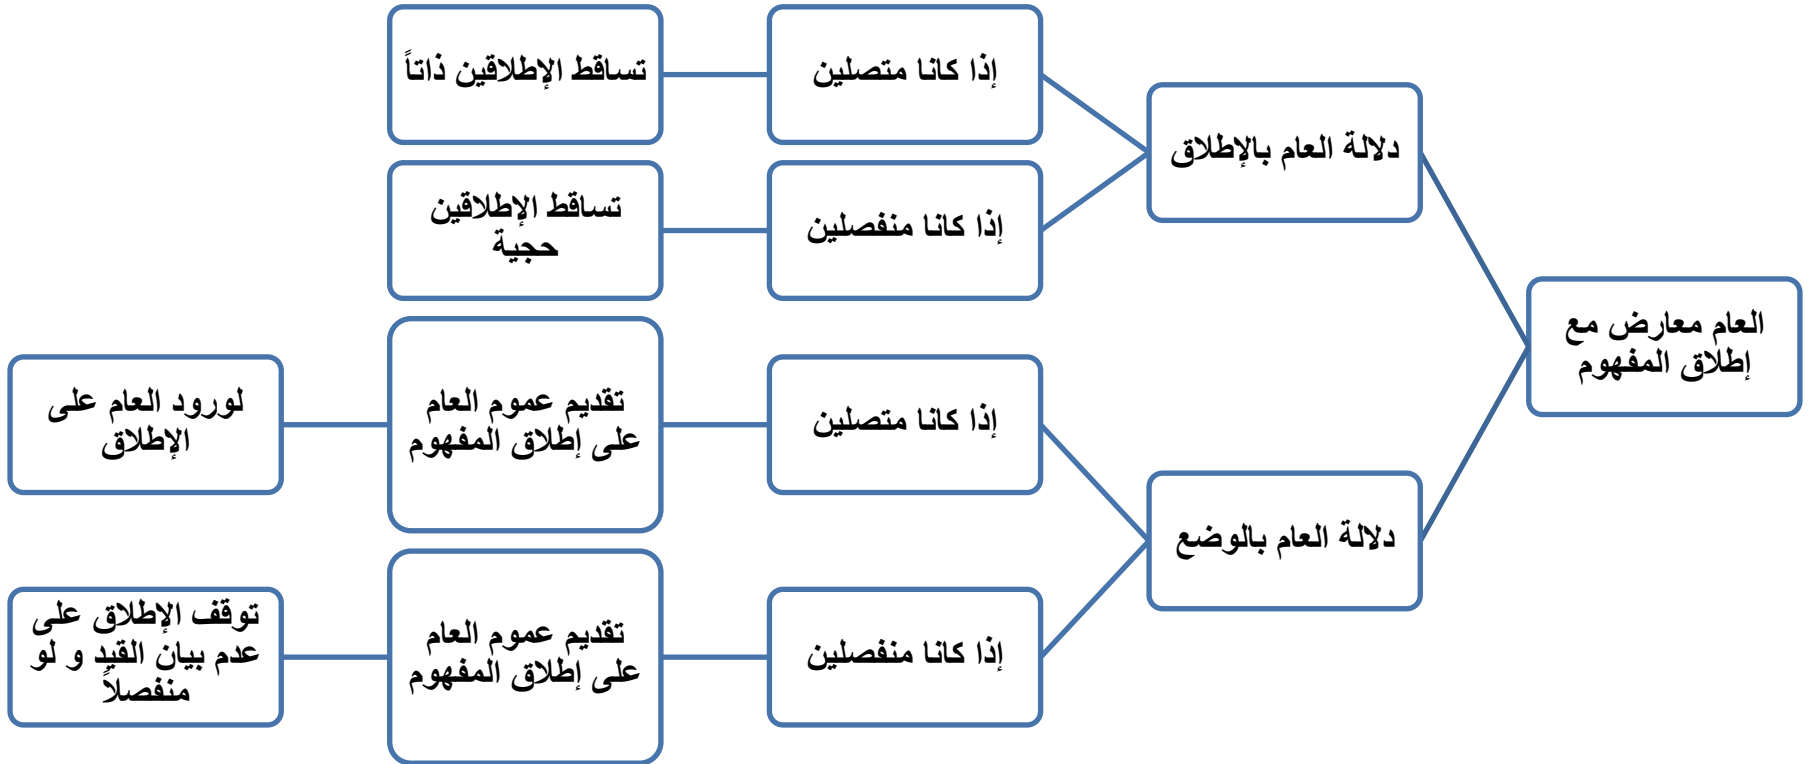 العام معارض مع
إطلاق المفهوم
دلالة العام بالإطلاق
إذا كانا متصلين
تساقط الإطلاقين ذاتاً
إذا كانا منفصلين
تساقط الإطلاقين
حجية
دلالة العام بالوضع
إذا كانا متصلين
تقديم عموم العام
على إطلاق المفهوم
لورود العام على
الإطلاق
إذا كانا منفصلين
تقديم عموم العام
على إطلاق المفهوم
توقف الإطلاق على
عدم بيان القيد و لو
منفصلاً